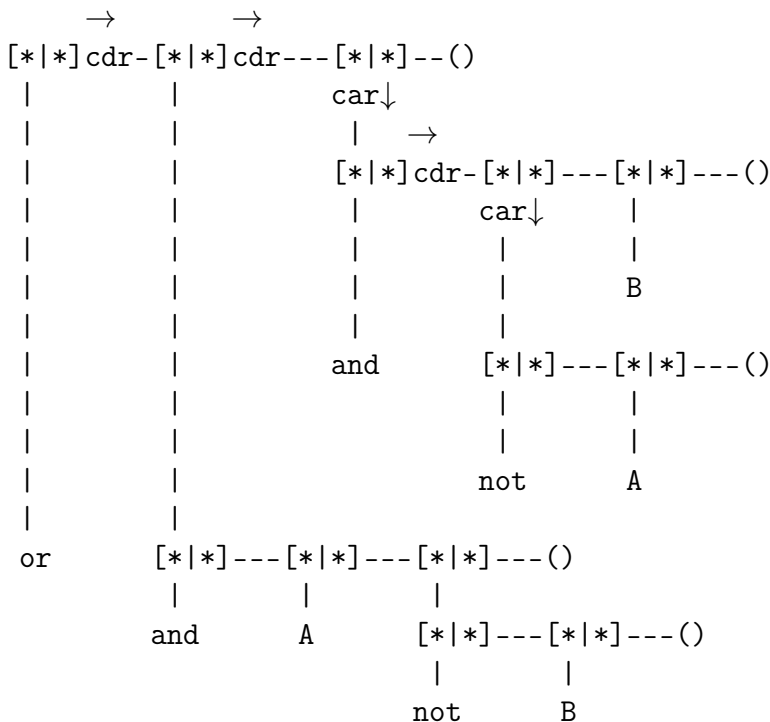 →             →
[*|*]cdr-[*|*]cdr---[*|*]--()
 |        |         car↓
 |        |          |   →
 |        |         [*|*]cdr-[*|*]---[*|*]---()
 |        |          |       car↓     |
 |        |          |        |       |
 |        |          |        |       B
 |        |          |        |
 |        |         and      [*|*]---[*|*]---()
 |        |                   |       |
 |        |                   |       |
 |        |                  not      A
 |        |
or       [*|*]---[*|*]---[*|*]---()
          |       |       |
         and      A      [*|*]---[*|*]---()
                          |       |
                         not      B